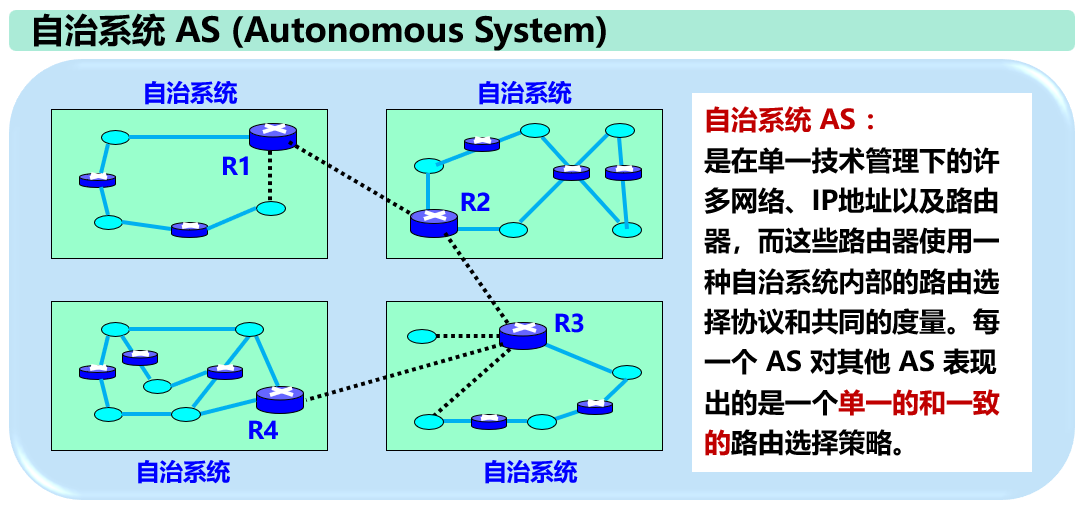 自治系统 AS (Autonomous System)
自治系统
自治系统
R1
R2
R3
R4
自治系统
自治系统
自治系统 AS：
是在单一技术管理下的许
多网络、IP地址以及路由
器，而这些路由器使用一
种自治系统内部的路由选
择协议和共同的度量。每
一个 AS 对其他 AS 表现
出的是一个单一的和一致
的路由选择策略。